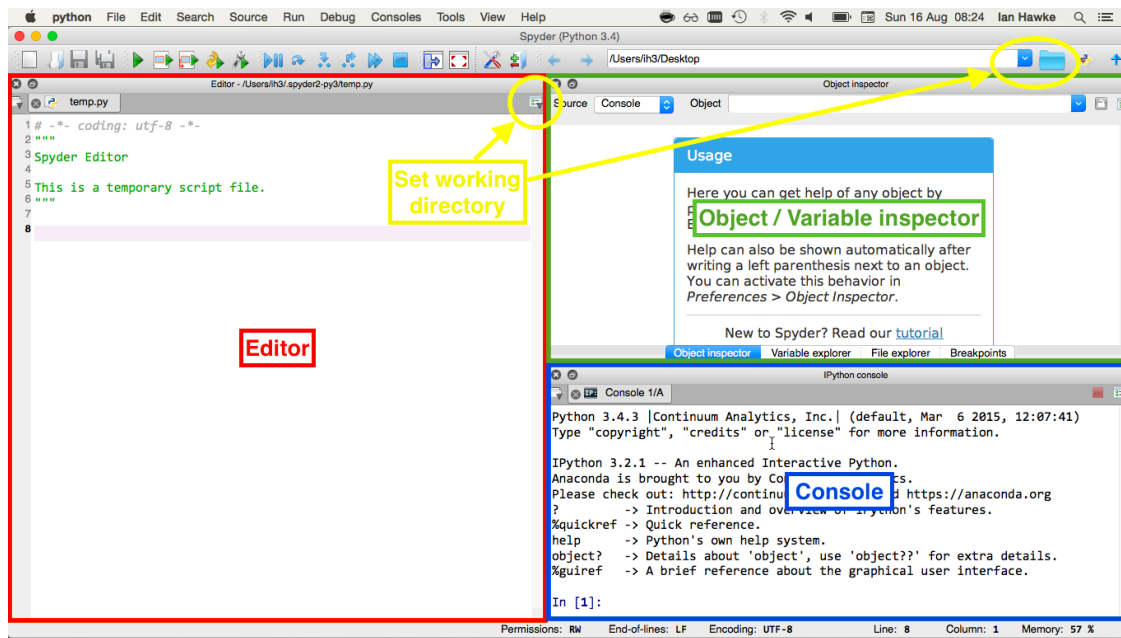 python File Edit Search Source Run Debug Consoles Tools View Help Sun 16 Aug 08:24 Ian Hawke
Spyder (Python 3.4)
/Users/ih3/Desktop
Editor - /Users/ih3/.spyder2-py3/temp.py
temp.py
1 # -*- coding: utf-8 -*-
2 """
3 Spyder Editor
4
5 This is a temporary script file.
6 """
7
8
Set working
directory
Editor
Object inspector
Source Console Object
Usage
Here you can get help of any object by
Object / Variable inspector
Help can also be shown automatically after
writing a left parenthesis next to an object.
You can activate this behavior in
Preferences > Object Inspector.
New to Spyder? Read our tutorial
Object inspector Variable explorer File explorer Breakpoints
IPython console
IP: Console 1/A
Python 3.4.3 |Continuum Analytics, Inc.| (default, Mar 6 2015, 12:07:41)
Type "copyright", "credits" or "license" for more information.
IPython 3.2.1 -- An enhanced Interactive Python.
Anaconda is brought to you by
Please check out: https://anaconda.org
? -> Introduction and overview of IPython's features.
Console
%quickref -> Quick reference.
help -> Python's own help system.
object? -> Details about 'object', use 'object??' for extra details.
%guiref -> A brief reference about the graphical user interface.
In [1]:
Permissions: RW End-of-lines: LF Encoding: UTF-8 Line: 8 Column: 1 Memory: 57 %